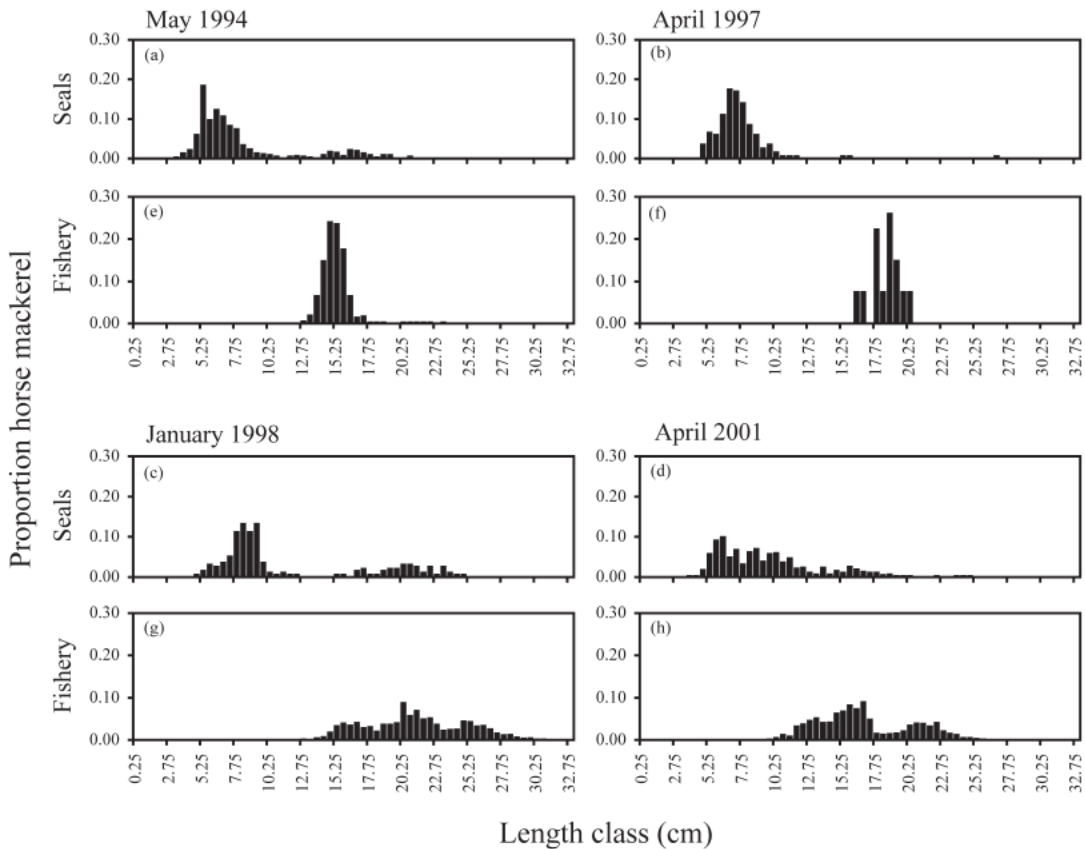 May 1994
April 1997
0.30
0.20
0.10
0.00
(a)
Seals
0.30
0.20
0.10
0.00
(b)
0.30
0.20
0.10
0.00
(e)
Fishery
0.30
0.20
0.10
0.00
(f)
0.25 2.75 5.25 7.75 10.25 12.75 15.25 17.75 20.25 22.75 25.25 27.75 30.25 32.75
0.25 2.75 5.25 7.75 10.25 12.75 15.25 17.75 20.25 22.75 25.25 27.75 30.25 32.75
Proportion horse mackerel
January 1998
April 2001
0.30
0.20
0.10
0.00
(c)
Seals
0.30
0.20
0.10
0.00
(d)
0.30
0.20
0.10
0.00
(g)
Fishery
0.30
0.20
0.10
0.00
(h)
0.25 2.75 5.25 7.75 10.25 12.75 15.25 17.75 20.25 22.75 25.25 27.75 30.25 32.75
0.25 2.75 5.25 7.75 10.25 12.75 15.25 17.75 20.25 22.75 25.25 27.75 30.25 32.75
Length class (cm)